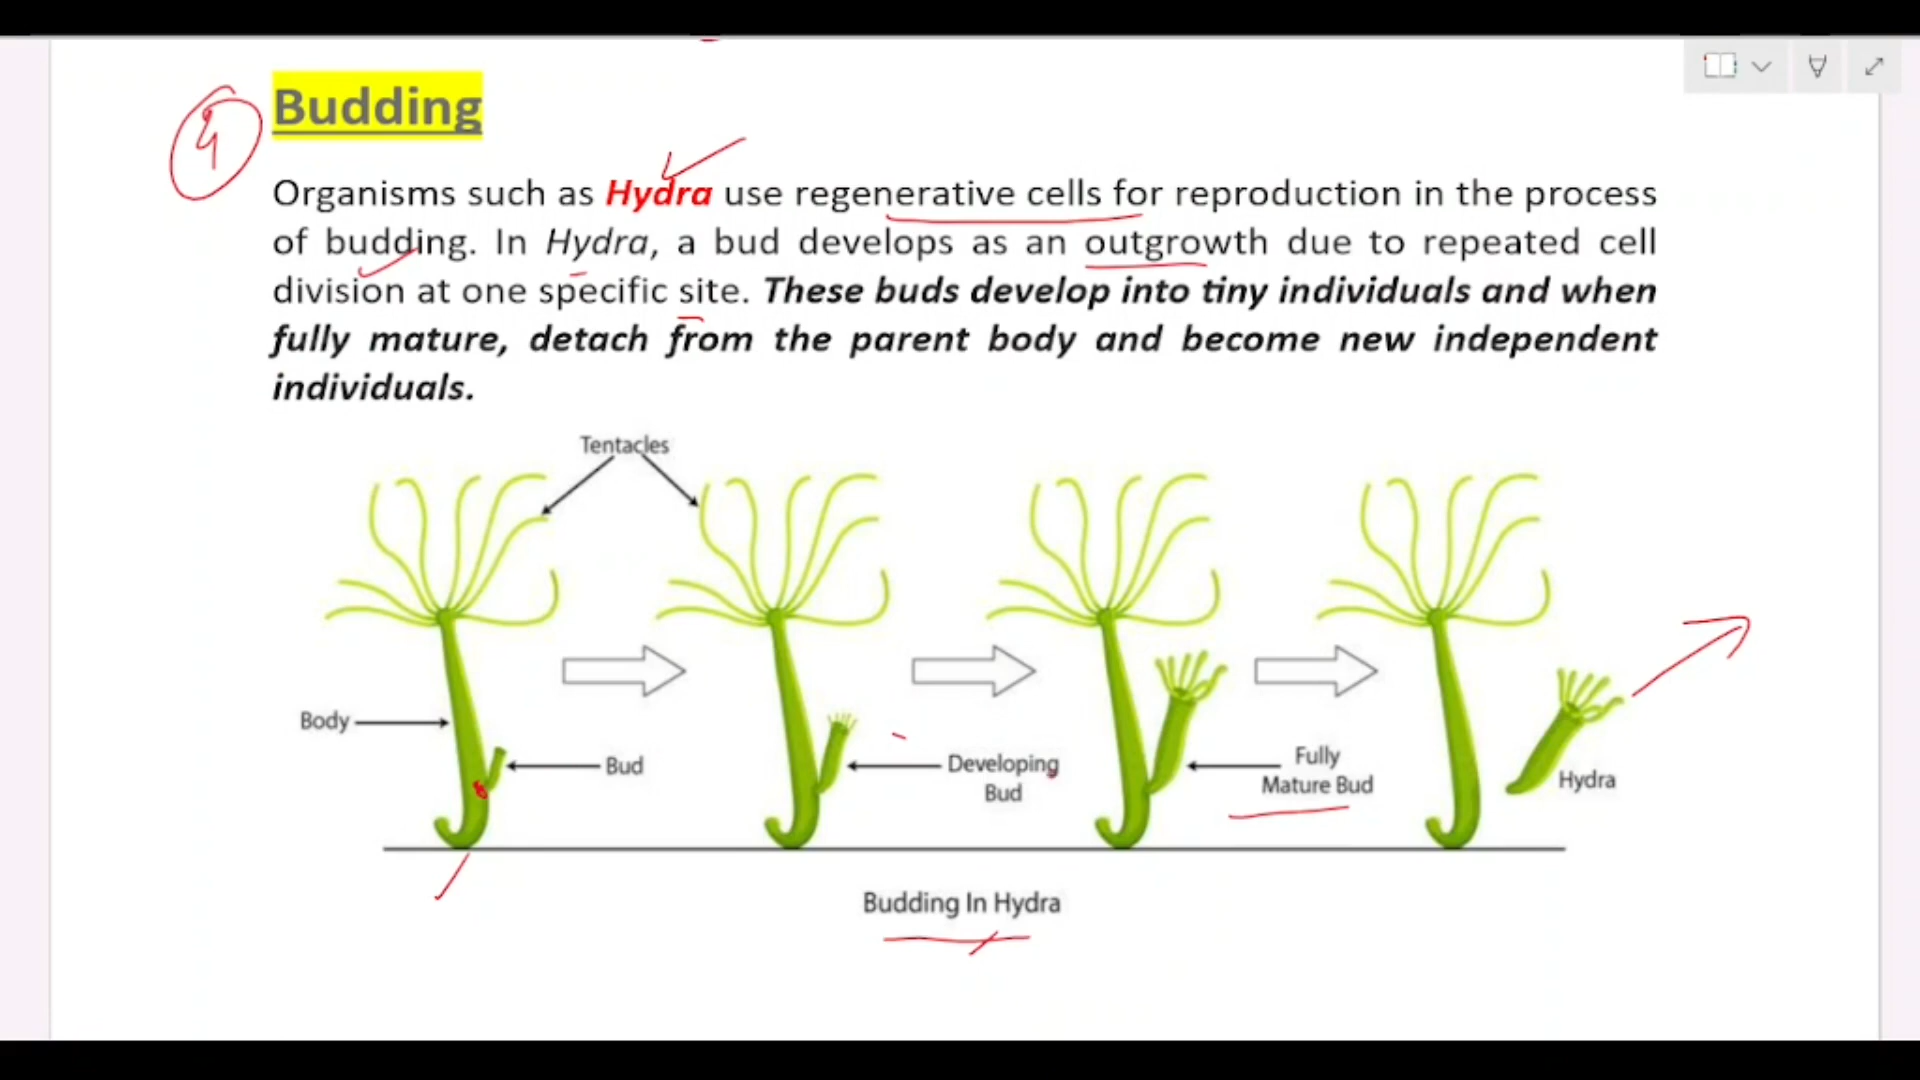 4
Budding
Organisms such as Hydra use regenerative cells for reproduction in the process
of budding. In Hydra, a bud develops as an outgrowth due to repeated cell
division at one specific site. These buds develop into tiny individuals and when
fully mature, detach from the parent body and become new independent
individuals.
Tentacles
Body
Bud
Developing
Bud
Fully
Mature Bud
Hydra
Budding In Hydra